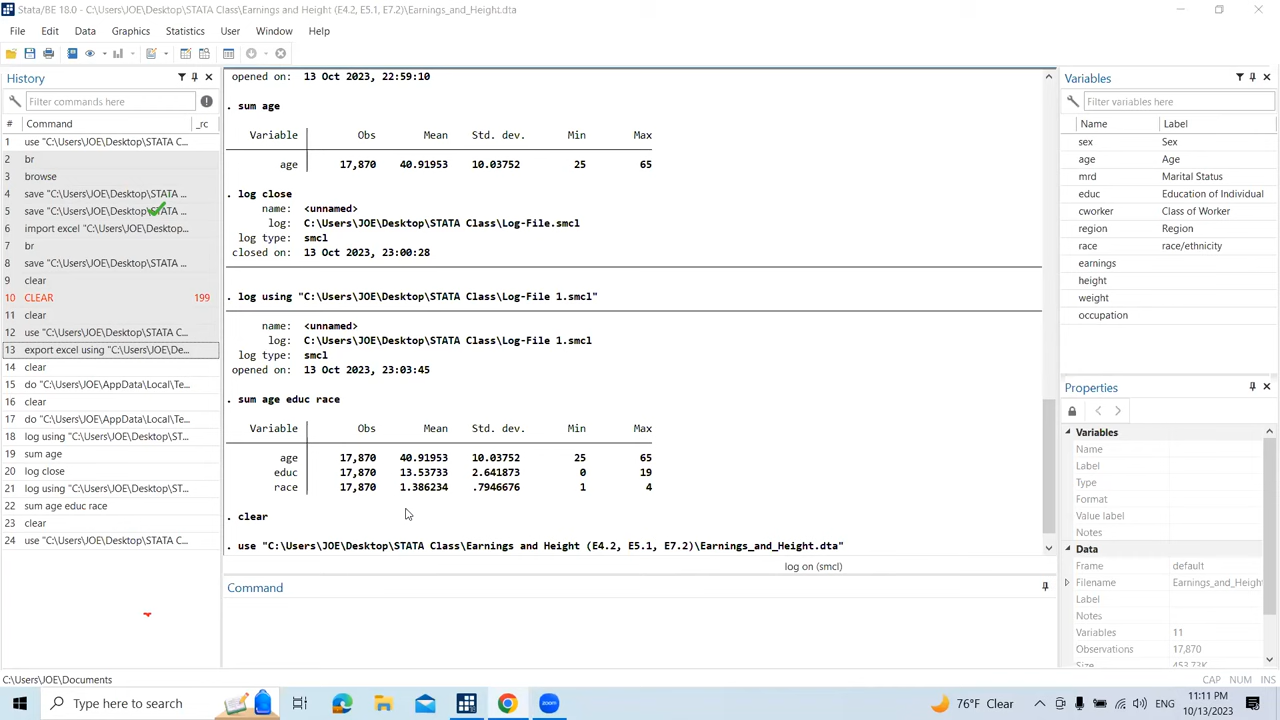 Stata/BE 18.0 - C:\Users\JOE\Desktop\STATA Class\Earnings and Height (E4.2, E5.1, E7.2)\Earnings_and_Height.dta
File Edit Data Graphics Statistics User Window Help
History
Filter commands here
# Command _rc
1 use "C:\Users\JOE\Desktop\STATA C...
2 br
3 browse
4 save "C:\Users\JOE\Desktop\STATA ...
5 save "C:\Users\JOE\Desktop\STATA ...
6 import excel "C:\Users\JOE\Desktop...
7 br
8 save "C:\Users\JOE\Desktop\STATA ...
9 clear
10 CLEAR 199
11 clear
12 use "C:\Users\JOE\Desktop\STATA C...
13 export excel using "C:\Users\JOE\De...
14 clear
15 do "C:\Users\JOE\AppData\Local\Te...
16 clear
17 do "C:\Users\JOE\AppData\Local\Te...
18 log using "C:\Users\JOE\Desktop\ST...
19 sum age
20 log close
21 log using "C:\Users\JOE\Desktop\ST...
22 sum age educ race
23 clear
24 use "C:\Users\JOE\Desktop\STATA C...
opened on: 13 Oct 2023, 22:59:10
. sum age
Variable Obs Mean Std. dev. Min Max
age 17,870 40.91953 10.03752 25 65
. log close
name: <unnamed>
log: C:\Users\JOE\Desktop\STATA Class\Log-File.smcl
log type: smcl
closed on: 13 Oct 2023, 23:00:28
. log using "C:\Users\JOE\Desktop\STATA Class\Log-File 1.smcl"
name: <unnamed>
log: C:\Users\JOE\Desktop\STATA Class\Log-File 1.smcl
log type: smcl
opened on: 13 Oct 2023, 23:03:45
. sum age educ race
Variable Obs Mean Std. dev. Min Max
age 17,870 40.91953 10.03752 25 65
educ 17,870 13.53733 2.641873 0 19
race 17,870 1.386234 .7946676 1 4
. clear
. use "C:\Users\JOE\Desktop\STATA Class\Earnings and Height (E4.2, E5.1, E7.2)\Earnings_and_Height.dta"
log on (smcl)
Command
Variables
Filter variables here
Name Label
sex Sex
age Age
mrd Marital Status
educ Education of Individual
cworker Class of Worker
region Region
race race/ethnicity
earnings
height
weight
occupation
Properties
Variables
Name
Label
Type
Format
Value label
Notes
Data
Frame default
Filename Earnings_and_Heigh
Label
Notes
Variables 11
Observations 17,870
Size 453.73K
C:\Users\JOE\Documents
CAP NUM INS
Type here to search
zoom
76°F Clear
ENG
11:11 PM
10/13/2023